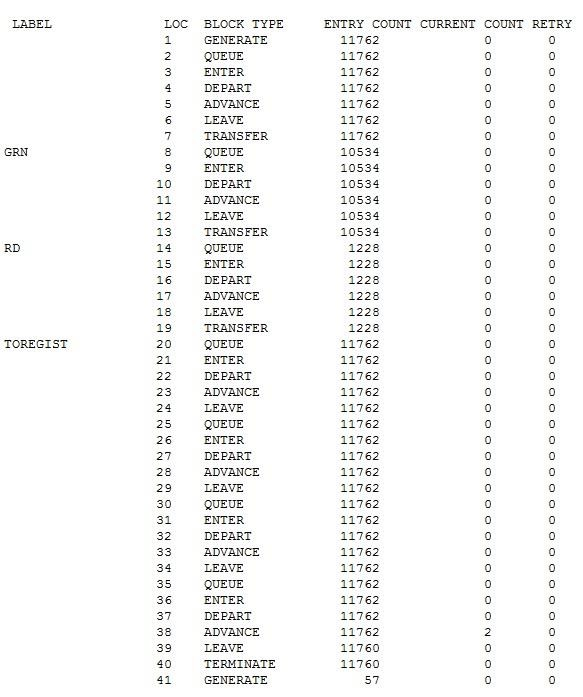 LABEL LOC BLOCK TYPE ENTRY COUNT CURRENT COUNT RETRY
1 GENERATE 11762 0 0
2 QUEUE 11762 0 0
3 ENTER 11762 0 0
4 DEPART 11762 0 0
5 ADVANCE 11762 0 0
6 LEAVE 11762 0 0
7 TRANSFER 11762 0 0
GRN 8 QUEUE 10534 0 0
9 ENTER 10534 0 0
10 DEPART 10534 0 0
11 ADVANCE 10534 0 0
12 LEAVE 10534 0 0
13 TRANSFER 10534 0 0
RD 14 QUEUE 1228 0 0
15 ENTER 1228 0 0
16 DEPART 1228 0 0
17 ADVANCE 1228 0 0
18 LEAVE 1228 0 0
19 TRANSFER 1228 0 0
TOREGIST 20 QUEUE 11762 0 0
21 ENTER 11762 0 0
22 DEPART 11762 0 0
23 ADVANCE 11762 0 0
24 LEAVE 11762 0 0
25 QUEUE 11762 0 0
26 ENTER 11762 0 0
27 DEPART 11762 0 0
28 ADVANCE 11762 0 0
29 LEAVE 11762 0 0
30 QUEUE 11762 0 0
31 ENTER 11762 0 0
32 DEPART 11762 0 0
33 ADVANCE 11762 0 0
34 LEAVE 11762 0 0
35 QUEUE 11762 0 0
36 ENTER 11762 0 0
37 DEPART 11762 0 0
38 ADVANCE 11762 2 0
39 LEAVE 11760 0 0
40 TERMINATE 11760 0 0
41 GENERATE 57 0 0